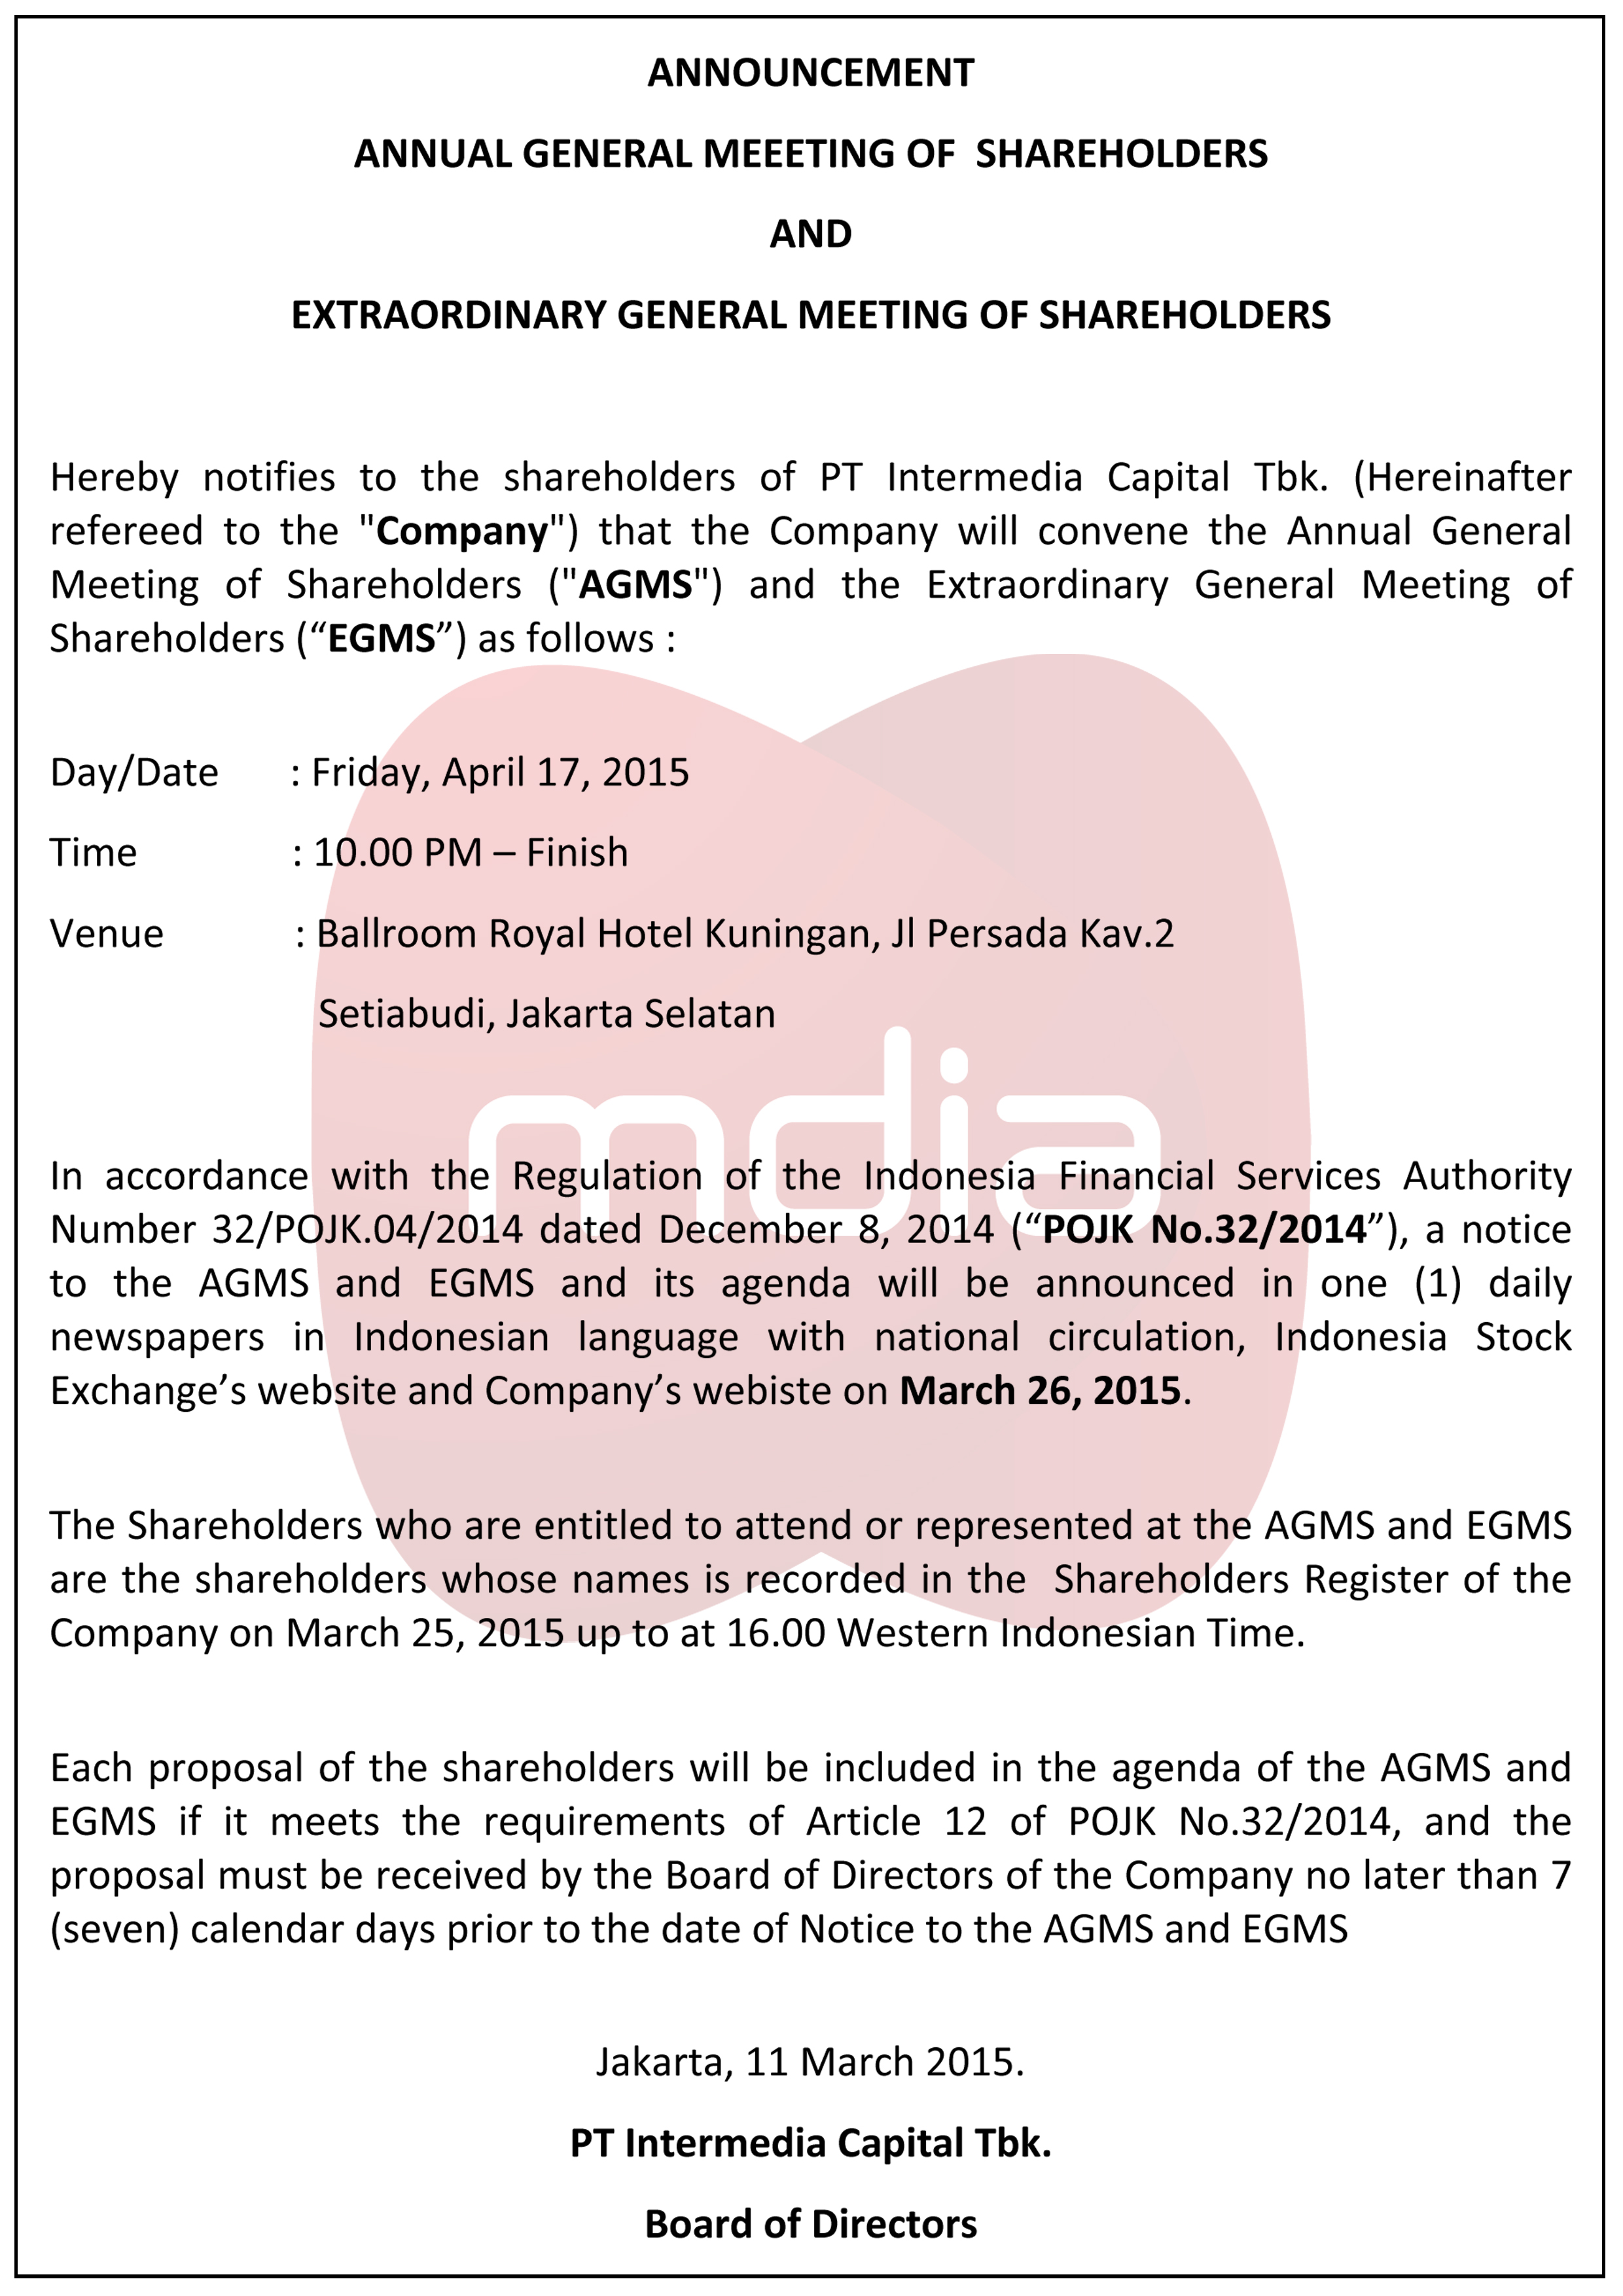 ANNOUNCEMENT
ANNUAL GENERAL MEEETING OF  SHAREHOLDERS
AND
EXTRAORDINARY GENERAL MEETING OF SHAREHOLDERS
Hereby notifies to the shareholders of PT Intermedia Capital Tbk. (Hereinafter
refereed to the "Company") that the Company will convene the Annual General
Meeting of Shareholders ("AGMS") and the Extraordinary General Meeting of
Shareholders (“EGMS”) as follows :
Day/Date : Friday, April 17, 2015
Time : 10.00 PM – Finish
Venue : Ballroom Royal Hotel Kuningan, Jl Persada Kav.2
Setiabudi, Jakarta Selatan
mdia
In accordance with the Regulation of the Indonesia Financial Services Authority
Number 32/POJK.04/2014 dated December 8, 2014 (“POJK No.32/2014”), a notice
to the AGMS and EGMS and its agenda will be announced in one (1) daily
newspapers in Indonesian language with national circulation, Indonesia Stock
Exchange’s website and Company’s webiste on March 26, 2015.
The Shareholders who are entitled to attend or represented at the AGMS and EGMS
are the shareholders whose names is recorded in the  Shareholders Register of the
Company on March 25, 2015 up to at 16.00 Western Indonesian Time.
Each proposal of the shareholders will be included in the agenda of the AGMS and
EGMS if it meets the requirements of Article 12 of POJK No.32/2014, and the
proposal must be received by the Board of Directors of the Company no later than 7
(seven) calendar days prior to the date of Notice to the AGMS and EGMS
Jakarta, 11 March 2015.
PT Intermedia Capital Tbk.
Board of Directors